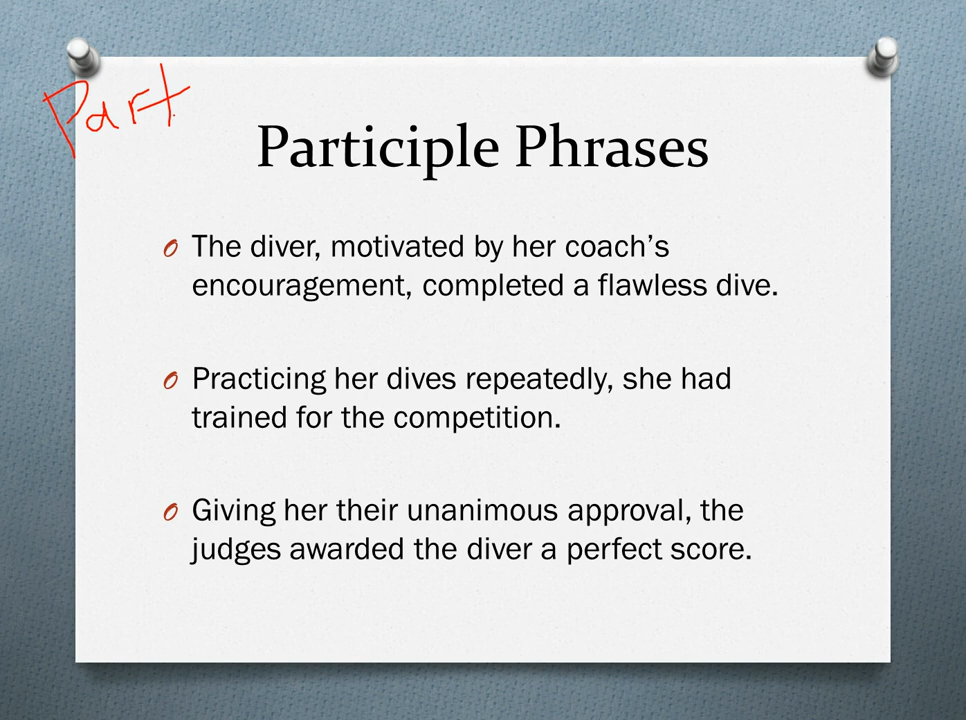 Part
Participle Phrases
The diver, motivated by her coach’s
encouragement, completed a flawless dive.
Practicing her dives repeatedly, she had
trained for the competition.
Giving her their unanimous approval, the
judges awarded the diver a perfect score.